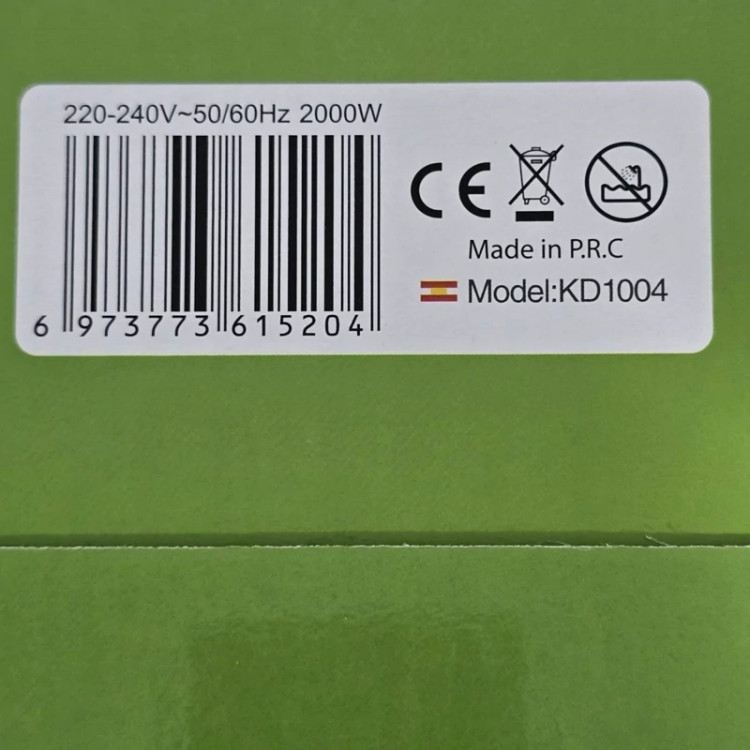 220-240V~50/60Hz 2000W
6 973773 615204
CE
Made in P.R.C
Model:KD1004